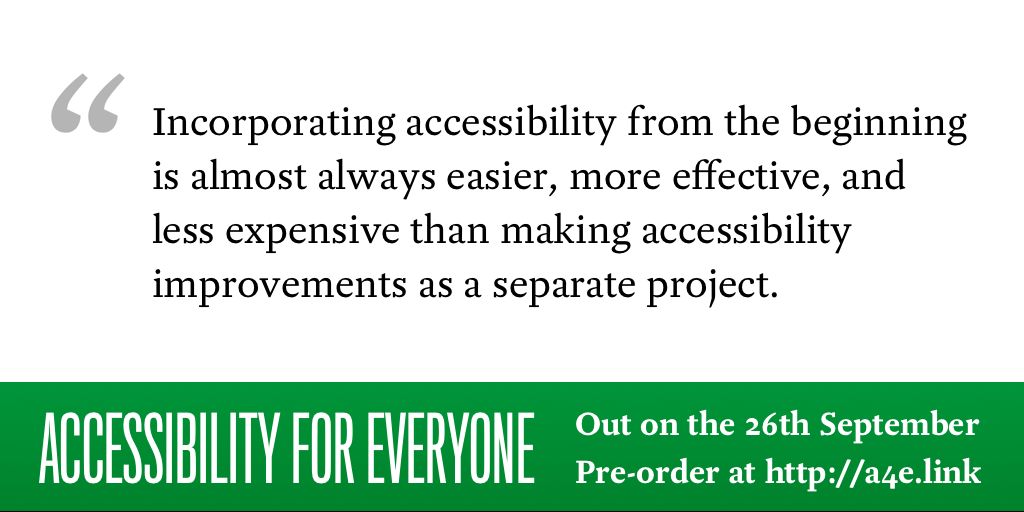 “Incorporating accessibility from the beginning
is almost always easier, more effective, and
less expensive than making accessibility
improvements as a separate project.
ACCESSIBILITY FOR EVERYONE
Out on the 26th September
Pre-order at http://a4e.link